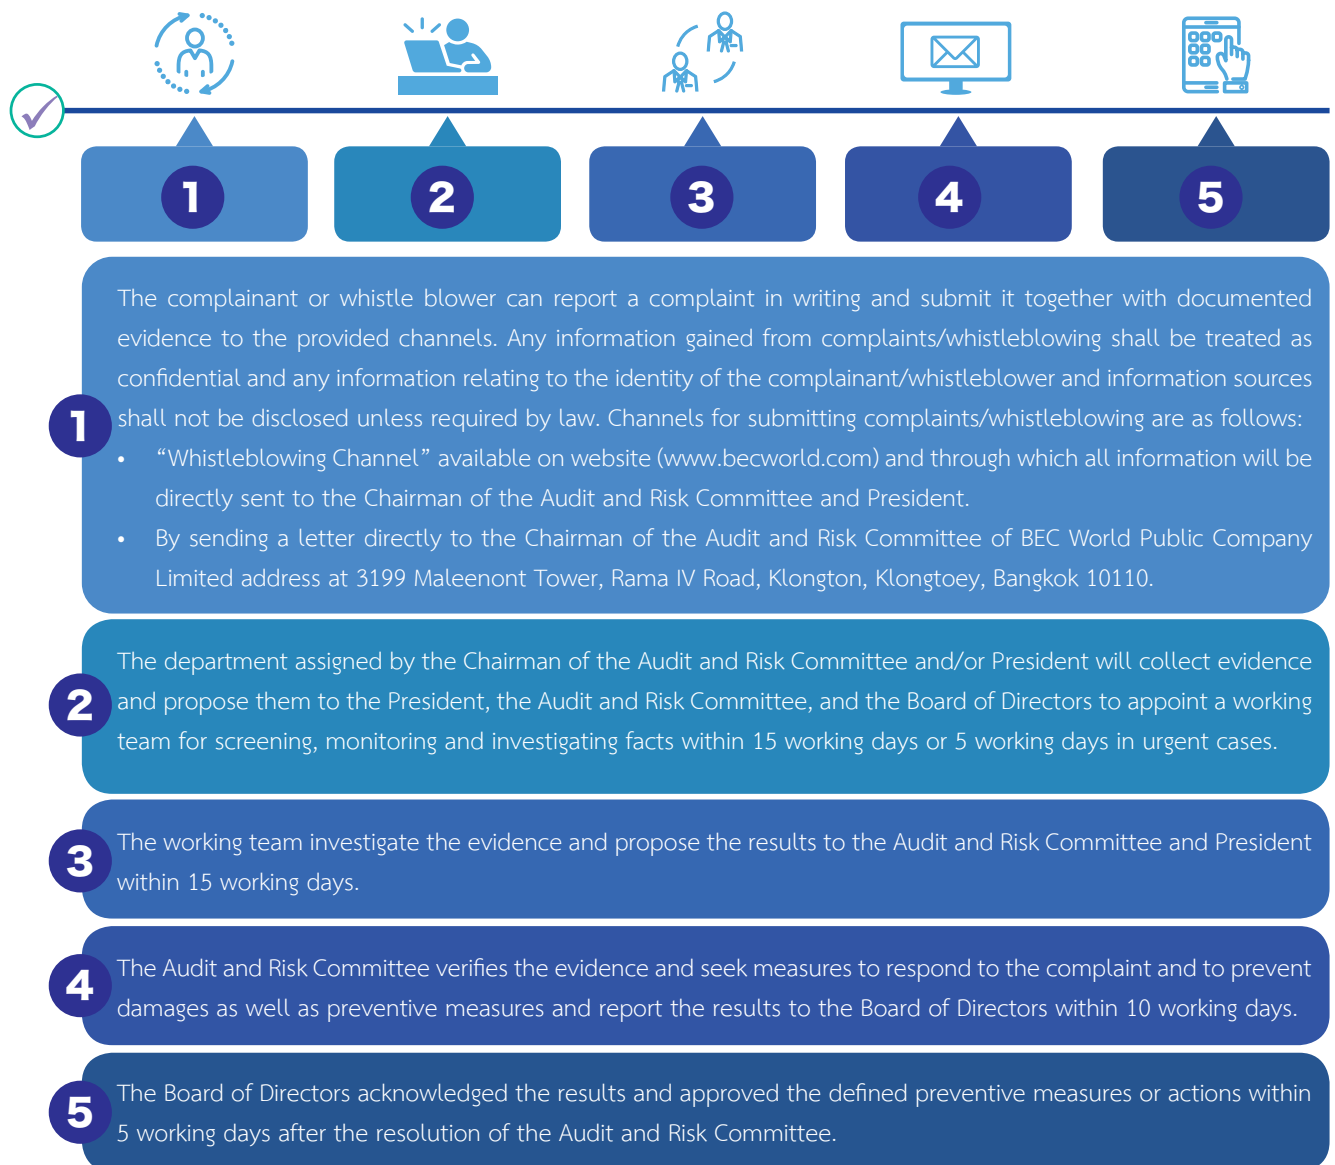 1 2 3 4 5
The complainant or whistle blower can report a complaint in writing and submit it together with documented
evidence to the provided channels. Any information gained from complaints/whistleblowing shall be treated as
confidential and any information relating to the identity of the complainant/whistleblower and information sources
1 shall not be disclosed unless required by law. Channels for submitting complaints/whistleblowing are as follows:
• “Whistleblowing Channel” available on website (www.becworld.com) and through which all information will be
directly sent to the Chairman of the Audit and Risk Committee and President.
• By sending a letter directly to the Chairman of the Audit and Risk Committee of BEC World Public Company
Limited address at 3199 Maleenont Tower, Rama IV Road, Klongton, Klongtoey, Bangkok 10110.
The department assigned by the Chairman of the Audit and Risk Committee and/or President will collect evidence
2 and propose them to the President, the Audit and Risk Committee, and the Board of Directors to appoint a working
team for screening, monitoring and investigating facts within 15 working days or 5 working days in urgent cases.
3 The working team investigate the evidence and propose the results to the Audit and Risk Committee and President
within 15 working days.
4 The Audit and Risk Committee verifies the evidence and seek measures to respond to the complaint and to prevent
damages as well as preventive measures and report the results to the Board of Directors within 10 working days.
5 The Board of Directors acknowledged the results and approved the defined preventive measures or actions within
5 working days after the resolution of the Audit and Risk Committee.